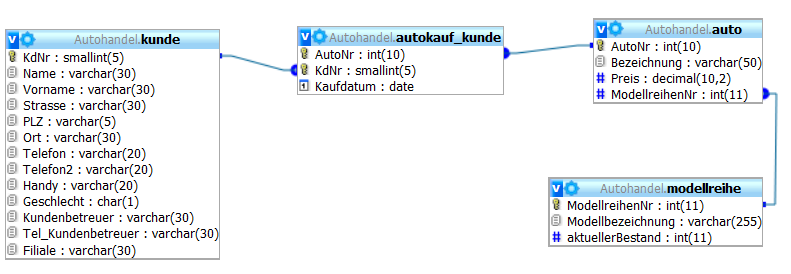 Autohandel.kunde
KdNr : smallint(5)
Name : varchar(30)
Vorname : varchar(30)
Strasse : varchar(30)
PLZ : varchar(5)
Ort : varchar(30)
Telefon : varchar(20)
Telefon2 : varchar(20)
Handy : varchar(20)
Geschlecht : char(1)
Kundenbetreuer : varchar(30)
Tel_Kundenbetreuer : varchar(30)
Filiale : varchar(30)
Autohandel.autokauf_kunde
AutoNr : int(10)
KdNr : smallint(5)
Kaufdatum : date
Autohandel.auto
AutoNr : int(10)
Bezeichnung : varchar(50)
# Preis : decimal(10,2)
# ModellreihenNr : int(11)
Autohandel.modellreihe
ModellreihenNr : int(11)
Modellbezeichnung : varchar(255)
# aktuellerBestand : int(11)